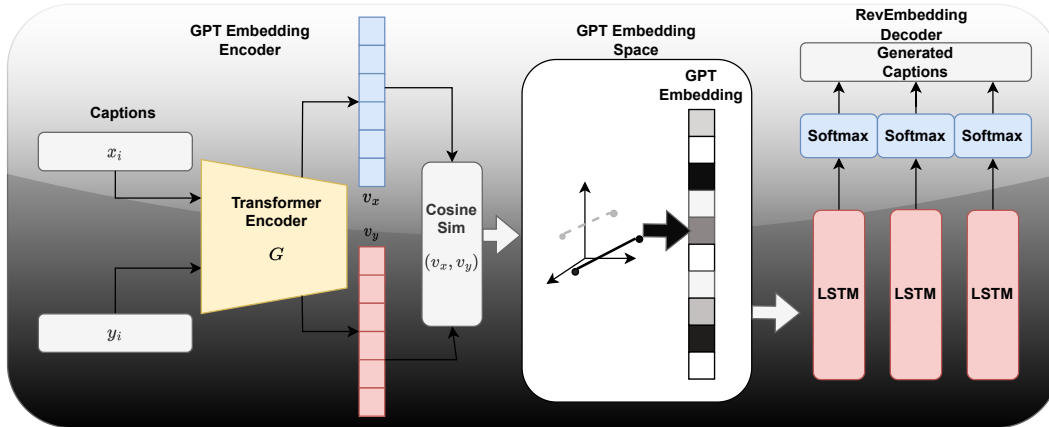 GPT Embedding
Encoder
Captions
x_i
y_i
Transformer
Encoder
G
v_x
v_y
Cosine
Sim
(v_x, v_y)
GPT Embedding
Space
GPT
Embedding
RevEmbedding
Decoder
Generated
Captions
Softmax
Softmax
Softmax
LSTM
LSTM
LSTM